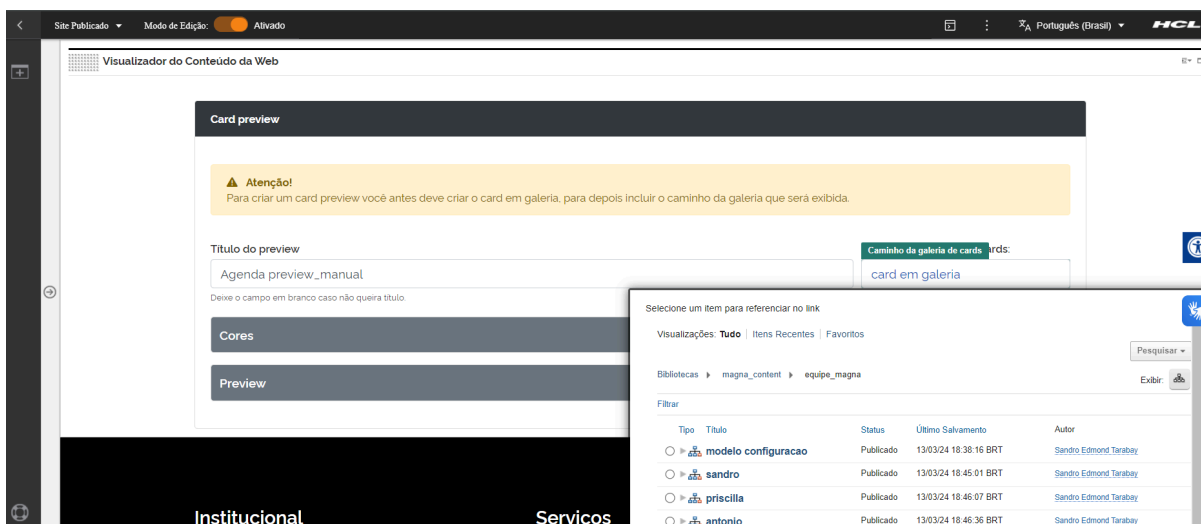 Site Publicado Modo de Edição: Ativado Português (Brasil) HCL
Visualizador do Conteúdo da Web
Card preview
Atenção!
Para criar um card preview você antes deve criar o card em galeria, para depois incluir o caminho da galeria que será exibida.
Título do preview
Caminho da galeria de cards rds:
Agenda preview_manual
card em galeria
Deixe o campo em branco caso não queira título.
Cores
Preview
Selecione um item para referenciar no link
Visualizações: Tudo Itens Recentes Favoritos
Pesquisar
Bibliotecas magna_content equipe_magna
Exibir:
Filtrar
Tipo Título Status Último Salvamento Autor
modelo configuracao Publicado 13/03/24 18:38:16 BRT Sandro Edmond Tarabay
sandro Publicado 13/03/24 18:45:01 BRT Sandro Edmond Tarabay
priscilla Publicado 13/03/24 18:46:07 BRT Sandro Edmond Tarabay
antonio Publicado 13/03/24 18:46:36 BRT Sandro Edmond Tarabay
Institucional Serviços